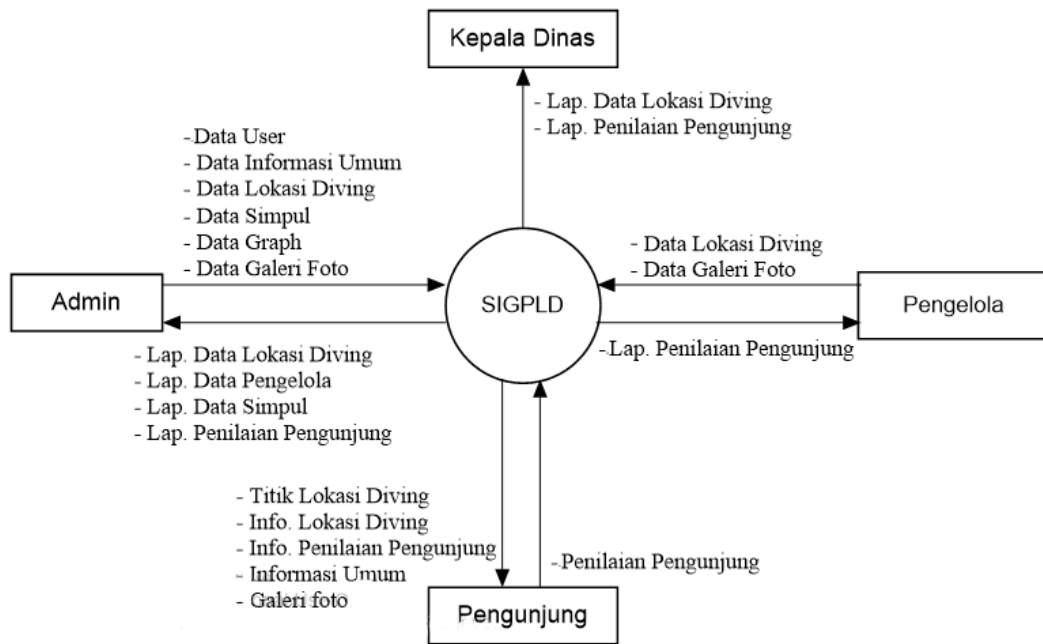 Kepala Dinas
- Lap. Data Lokasi Diving
- Lap. Penilaian Pengunjung
- Data User
- Data Informasi Umum
- Data Lokasi Diving
- Data Simpul
- Data Graph
- Data Galeri Foto
Admin
SIGPLD
- Data Lokasi Diving
- Data Galeri Foto
Pengelola
- Lap. Penilaian Pengunjung
- Lap. Data Lokasi Diving
- Lap. Data Pengelola
- Lap. Data Simpul
- Lap. Penilaian Pengunjung
- Titik Lokasi Diving
- Info. Lokasi Diving
- Info. Penilaian Pengunjung
- Informasi Umum
- Galeri foto
- Penilaian Pengunjung
Pengunjung